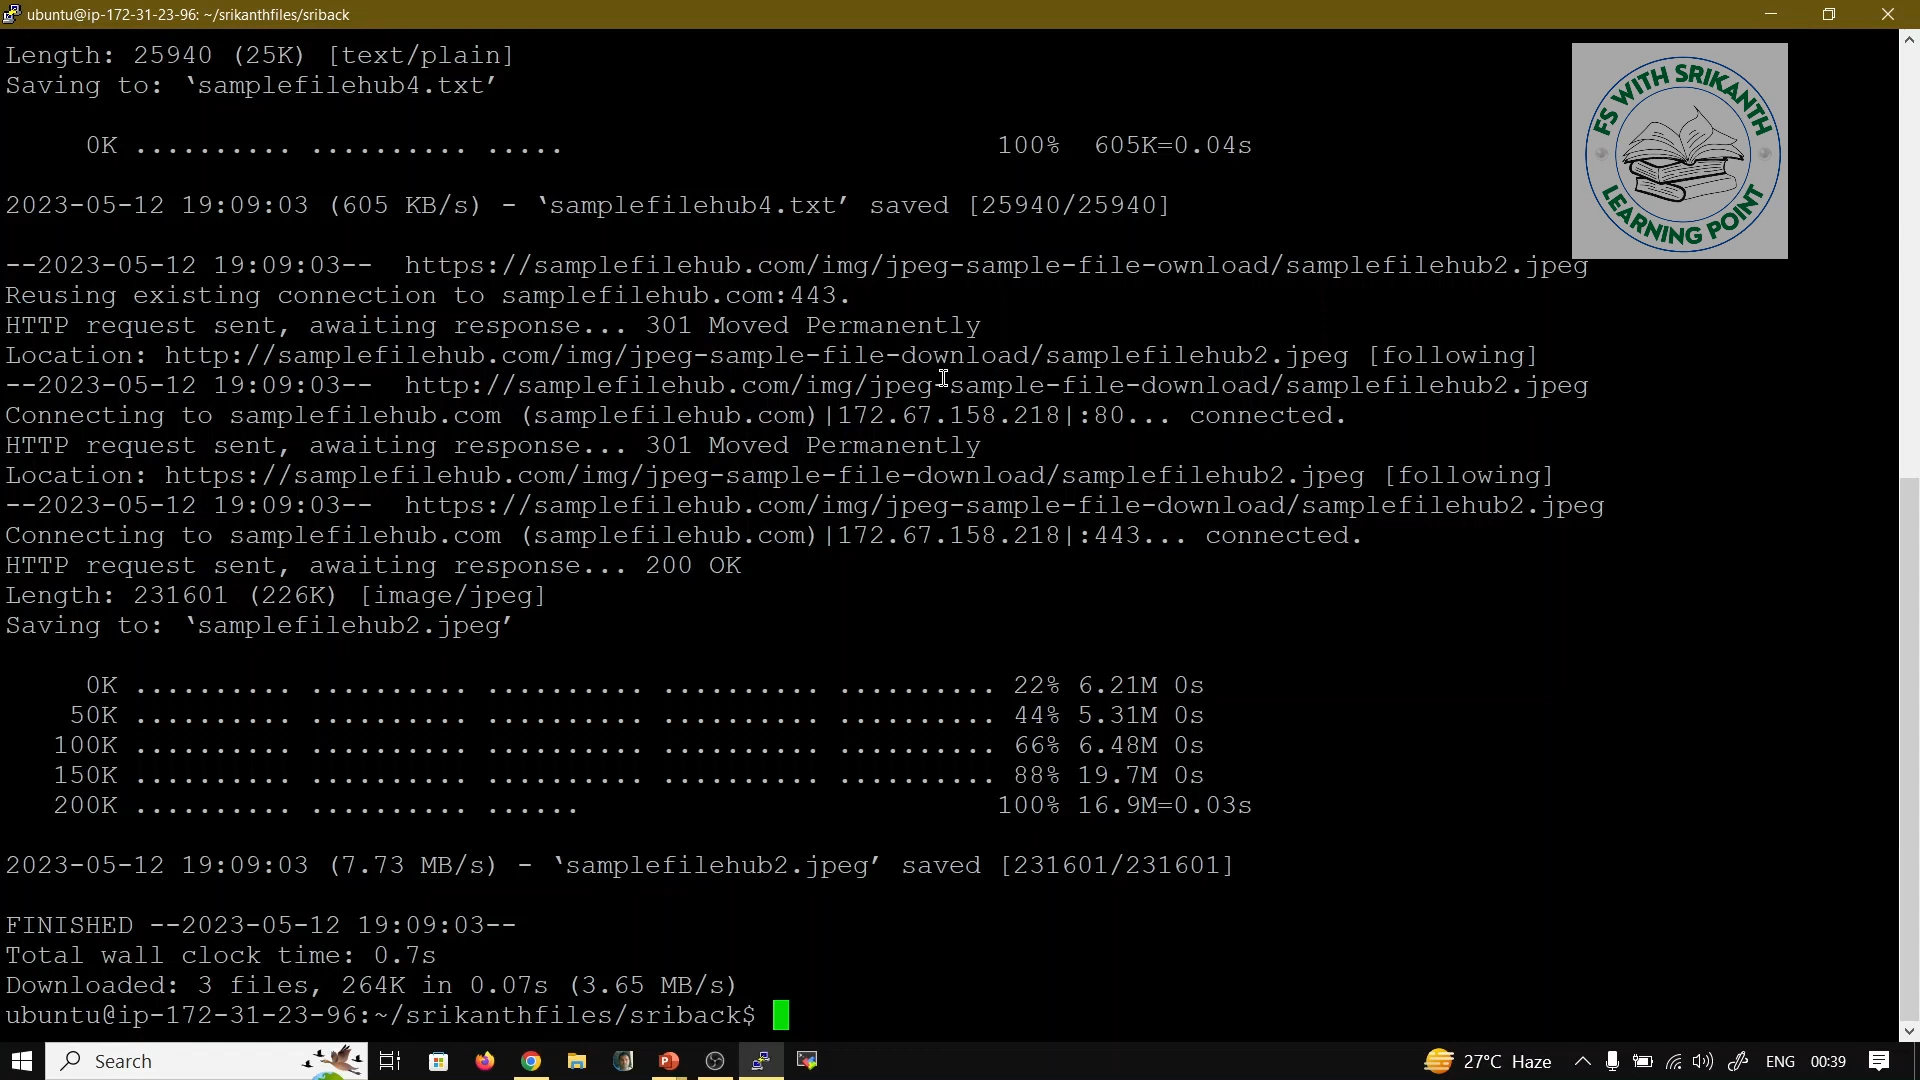 ubuntu@ip-172-31-23-96: ~/srikanthfiles/sriback
Length: 25940 (25K) [text/plain]
Saving to: ‘samplefilehub4.txt’
0K .......... .......... ..... 100% 605K=0.04s
2023-05-12 19:09:03 (605 KB/s) - ‘samplefilehub4.txt’ saved [25940/25940]
--2023-05-12 19:09:03-- https://samplefilehub.com/img/jpeg-sample-file-ownload/samplefilehub2.jpeg
Reusing existing connection to samplefilehub.com:443.
HTTP request sent, awaiting response... 301 Moved Permanently
Location: http://samplefilehub.com/img/jpeg-sample-file-download/samplefilehub2.jpeg [following]
--2023-05-12 19:09:03-- http://samplefilehub.com/img/jpeg-sample-file-download/samplefilehub2.jpeg
Connecting to samplefilehub.com (samplefilehub.com)|172.67.158.218|:80... connected.
HTTP request sent, awaiting response... 301 Moved Permanently
Location: https://samplefilehub.com/img/jpeg-sample-file-download/samplefilehub2.jpeg [following]
--2023-05-12 19:09:03-- https://samplefilehub.com/img/jpeg-sample-file-download/samplefilehub2.jpeg
Connecting to samplefilehub.com (samplefilehub.com)|172.67.158.218|:443... connected.
HTTP request sent, awaiting response... 200 OK
Length: 231601 (226K) [image/jpeg]
Saving to: ‘samplefilehub2.jpeg’
0K .......... .......... .......... .......... .......... 22% 6.21M 0s
50K .......... .......... .......... .......... .......... 44% 5.31M 0s
100K .......... .......... .......... .......... .......... 66% 6.48M 0s
150K .......... .......... .......... .......... .......... 88% 19.7M 0s
200K .......... .......... ...... 100% 16.9M=0.03s
2023-05-12 19:09:03 (7.73 MB/s) - ‘samplefilehub2.jpeg’ saved [231601/231601]
FINISHED --2023-05-12 19:09:03--
Total wall clock time: 0.7s
Downloaded: 3 files, 264K in 0.07s (3.65 MB/s)
ubuntu@ip-172-31-23-96:~/srikanthfiles/sriback$
FS WITH SRIKANTH
LEARNING POINT
Search
27°C Haze
ENG
00:39